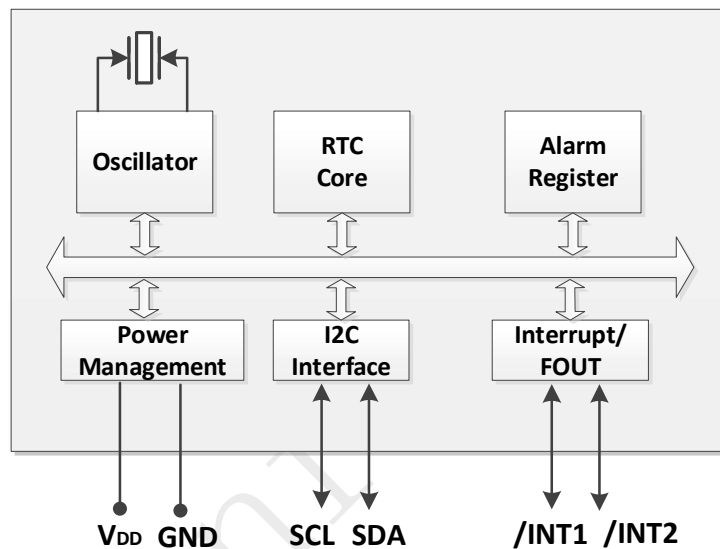 Oscillator
RTC
Core
Alarm
Register
Power
Management
I2C
Interface
Interrupt/
FOUT
VDD GND SCL SDA /INT1 /INT2